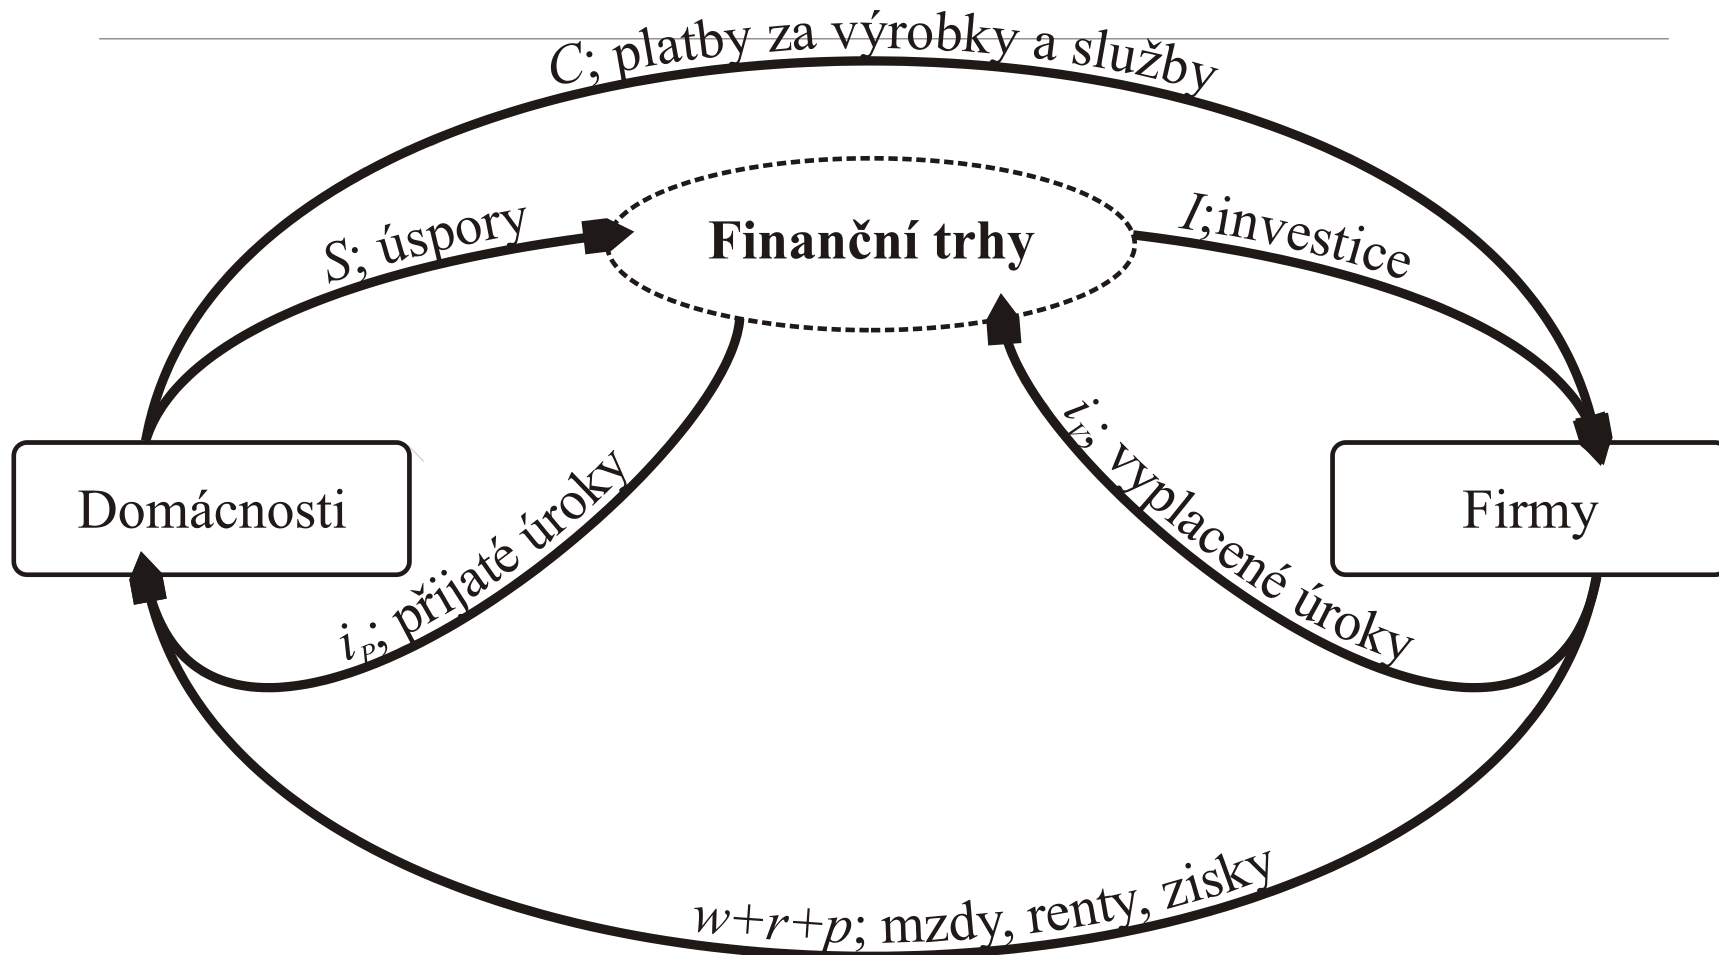 C; platby za výrobky a služby
S; úspory
Finanční trhy
I;investice
Domácnosti
iP; přijaté úroky
iV; vyplacené úroky
Firmy
w+r+p; mzdy, renty, zisky